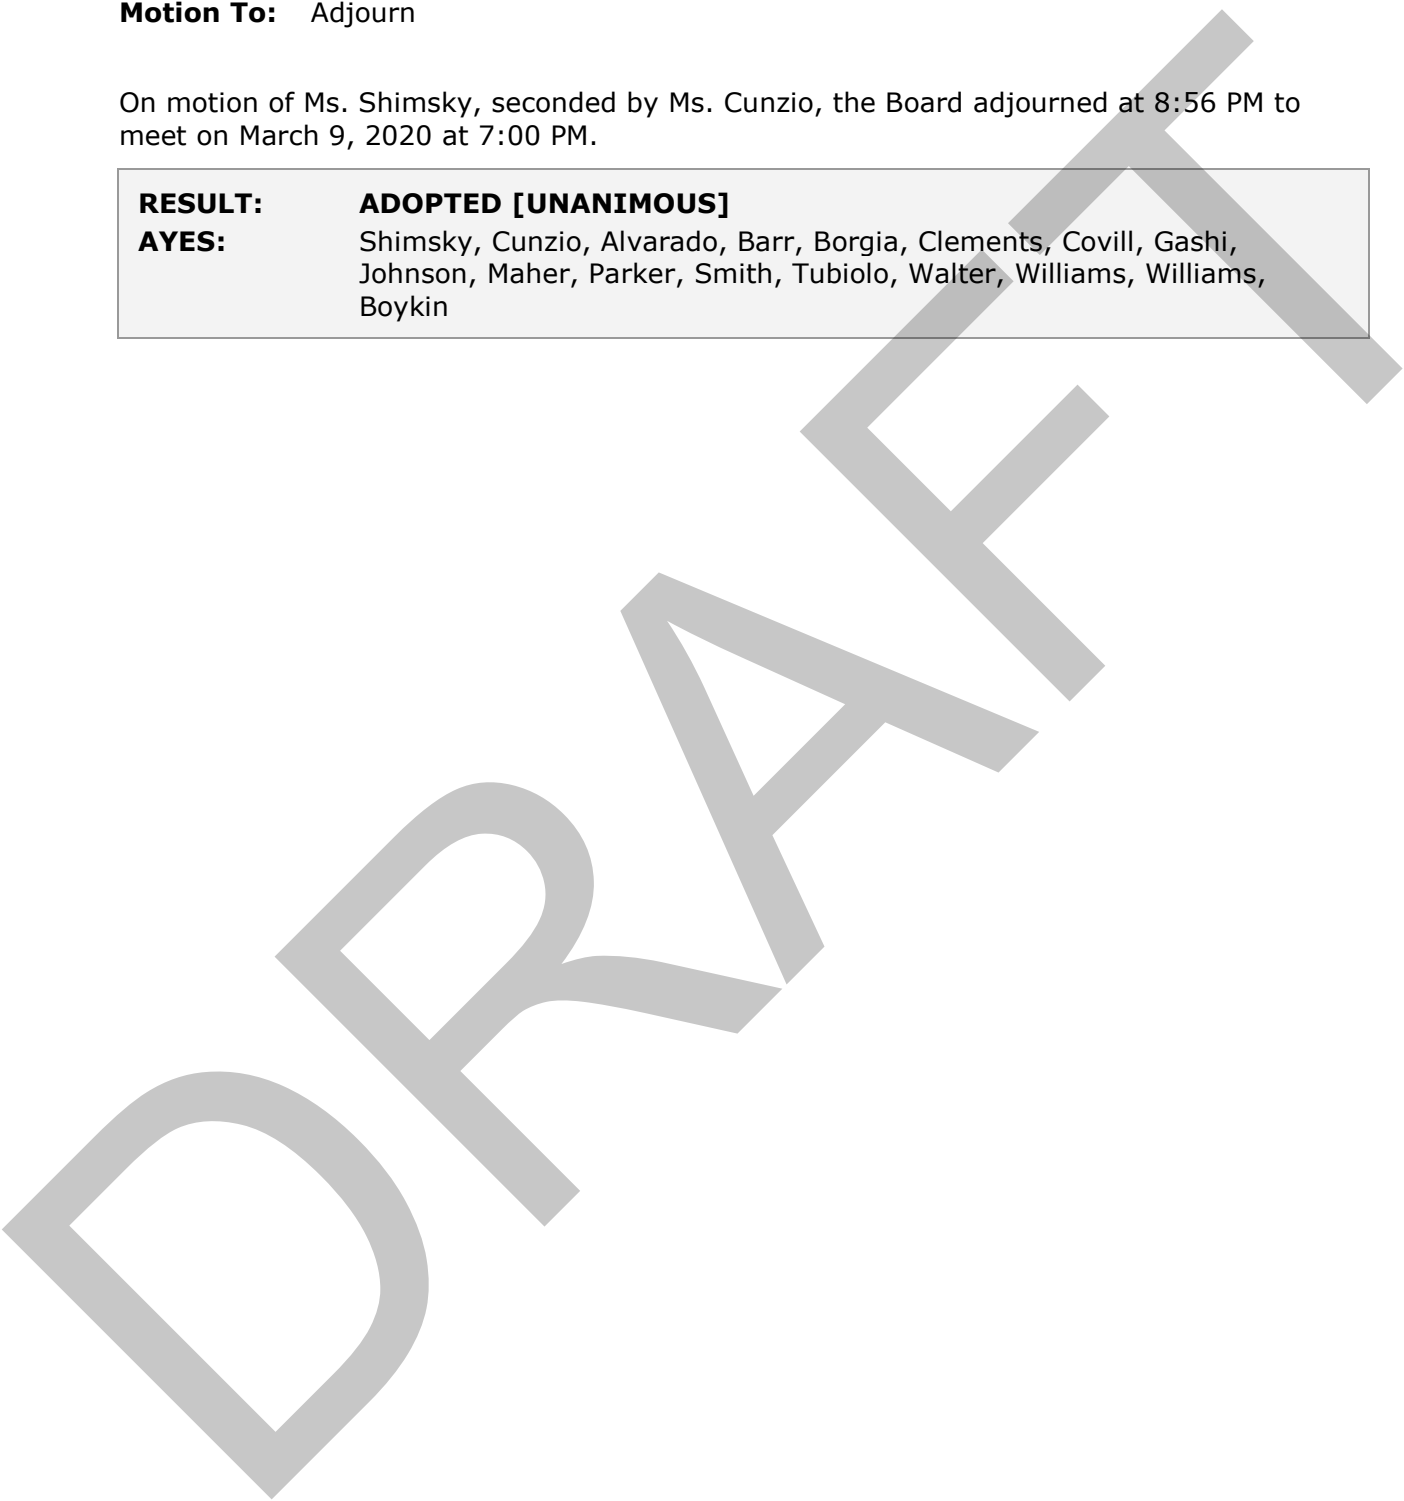 Motion To: Adjourn
On motion of Ms. Shimsky, seconded by Ms. Cunzio, the Board adjourned at 8:56 PM to
meet on March 9, 2020 at 7:00 PM.
RESULT: ADOPTED [UNANIMOUS]
AYES: Shimsky, Cunzio, Alvarado, Barr, Borgia, Clements, Covill, Gashi,
Johnson, Maher, Parker, Smith, Tubiolo, Walter, Williams, Williams,
Boykin
DRAFT